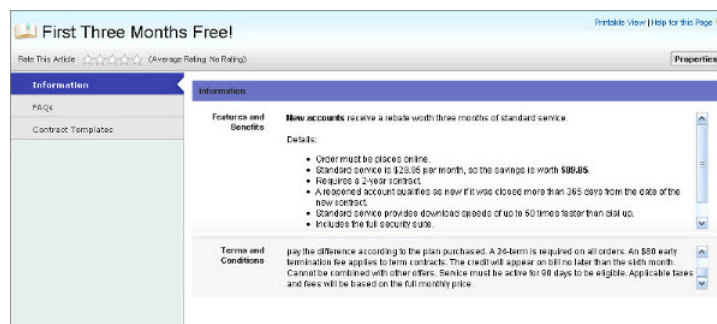 First Three Months Free!
Printable View | Help for this Page
Rate This Article (Average Rating: No Rating)
Properties
Information
FAQs
Contract Templates
Information
Features and Benefits
New accounts receive a rebate worth three months of standard service.
Details:
Order must be places online.
Standard service is $29.95 per month, so the savings is worth $89.85.
Requires a 2-year contract.
A reopened account qualifies as new if it was closed more than 365 days from the date of the
new contract.
Standard service provides download speeds of up to 50 times faster than dial up.
Includes the full security suite.
Terms and Conditions
pay the difference according to the plan purchased. A 24-term is required on all orders. An $80 early
termination fee applies to term contracts. The credit will appear on bill no later than the sixth month.
Cannot be combined with other offers. Service must be active for 90 days to be eligible. Applicable taxes
and fees will be based on the full monthly price.